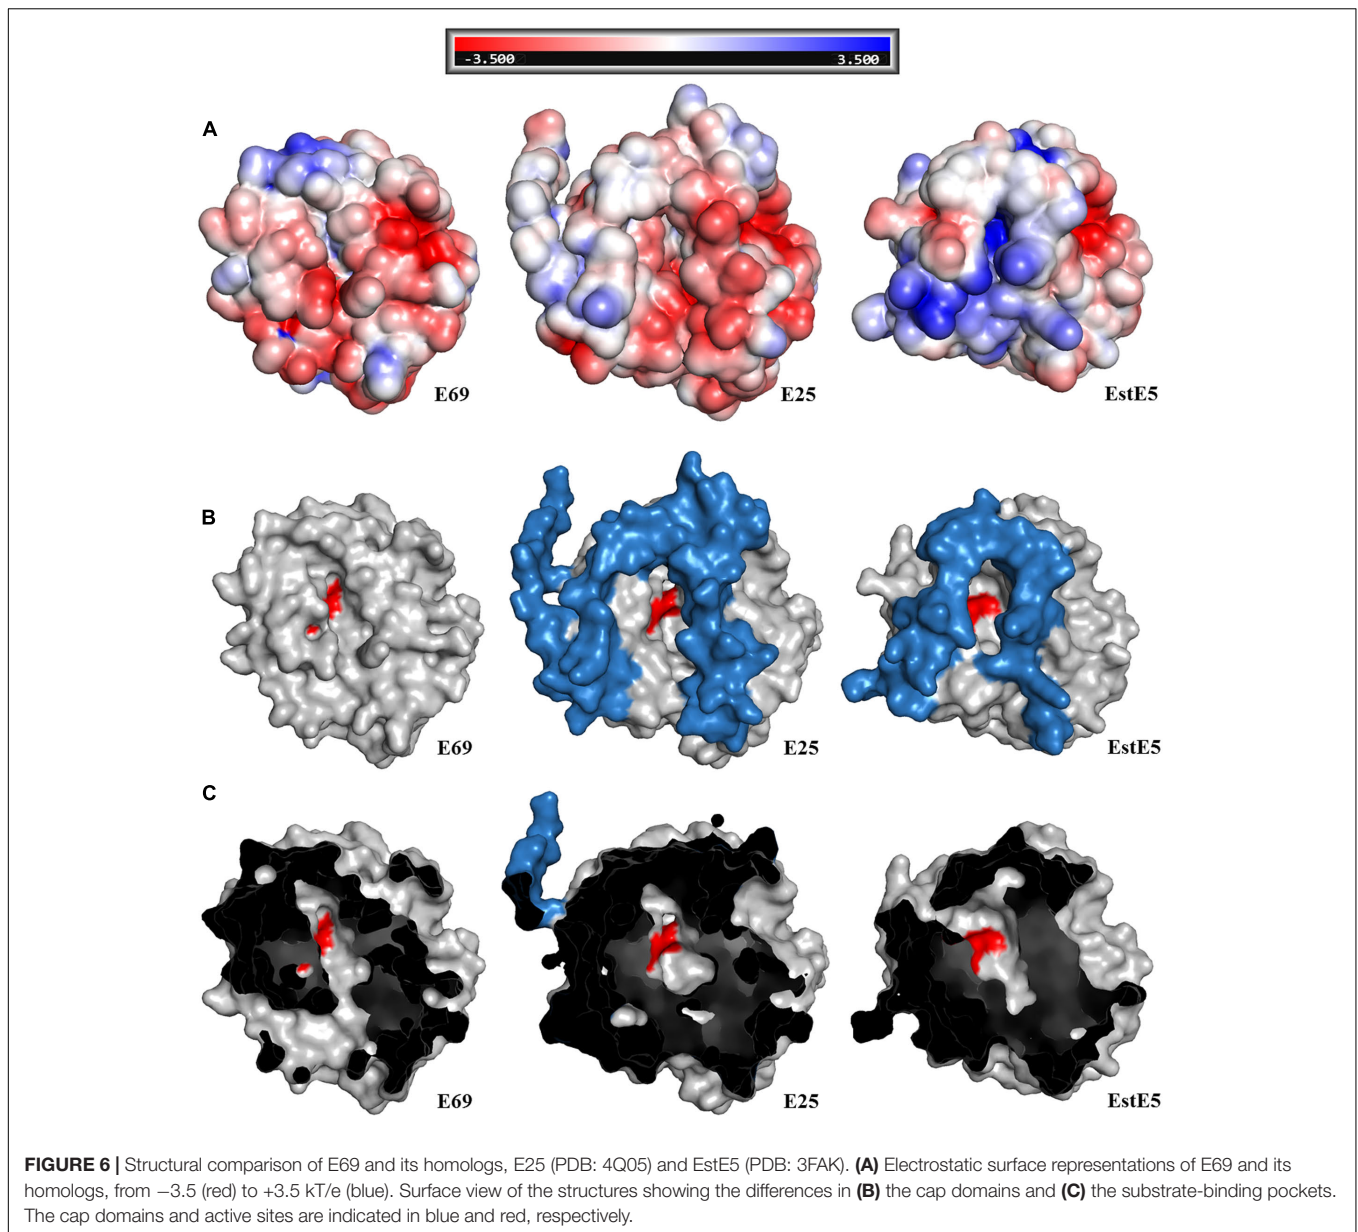 -3.500 3.500
A
E69 E25 EstE5
B
E69 E25 EstE5
C
E69 E25 EstE5
FIGURE 6 | Structural comparison of E69 and its homologs, E25 (PDB: 4Q05) and EstE5 (PDB: 3FAK). (A) Electrostatic surface representations of E69 and its
homologs, from −3.5 (red) to +3.5 kT/e (blue). Surface view of the structures showing the differences in (B) the cap domains and (C) the substrate-binding pockets.
The cap domains and active sites are indicated in blue and red, respectively.